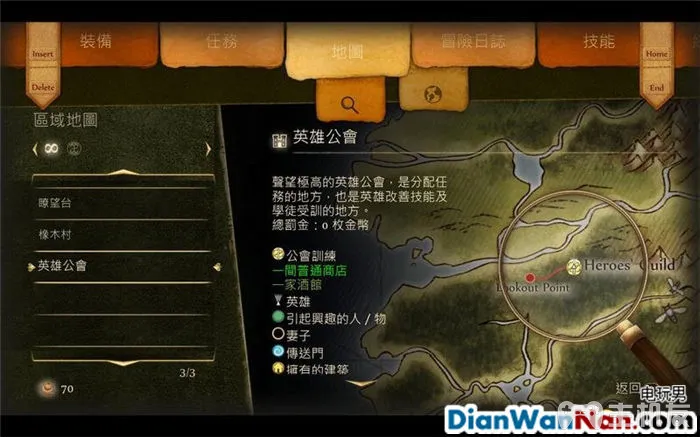 裝備
任務
地圖
冒險日誌
技能
Insert
Delete
Home
End
區域地圖
瞭望台
橡木村
英雄公會
3/3
70
英雄公會
聲望極高的英雄公會，是分配任
務的地方，也是英雄改善技能及
學徒受訓的地方。
總罰金：0 枚金幣
公會訓練
一間普通商店
一家酒館
英雄
引起興趣的人 / 物
妻子
傳送門
擁有的建築
Heroes' Guild
Lookout Point
返回
电玩男
DianWanNan.com